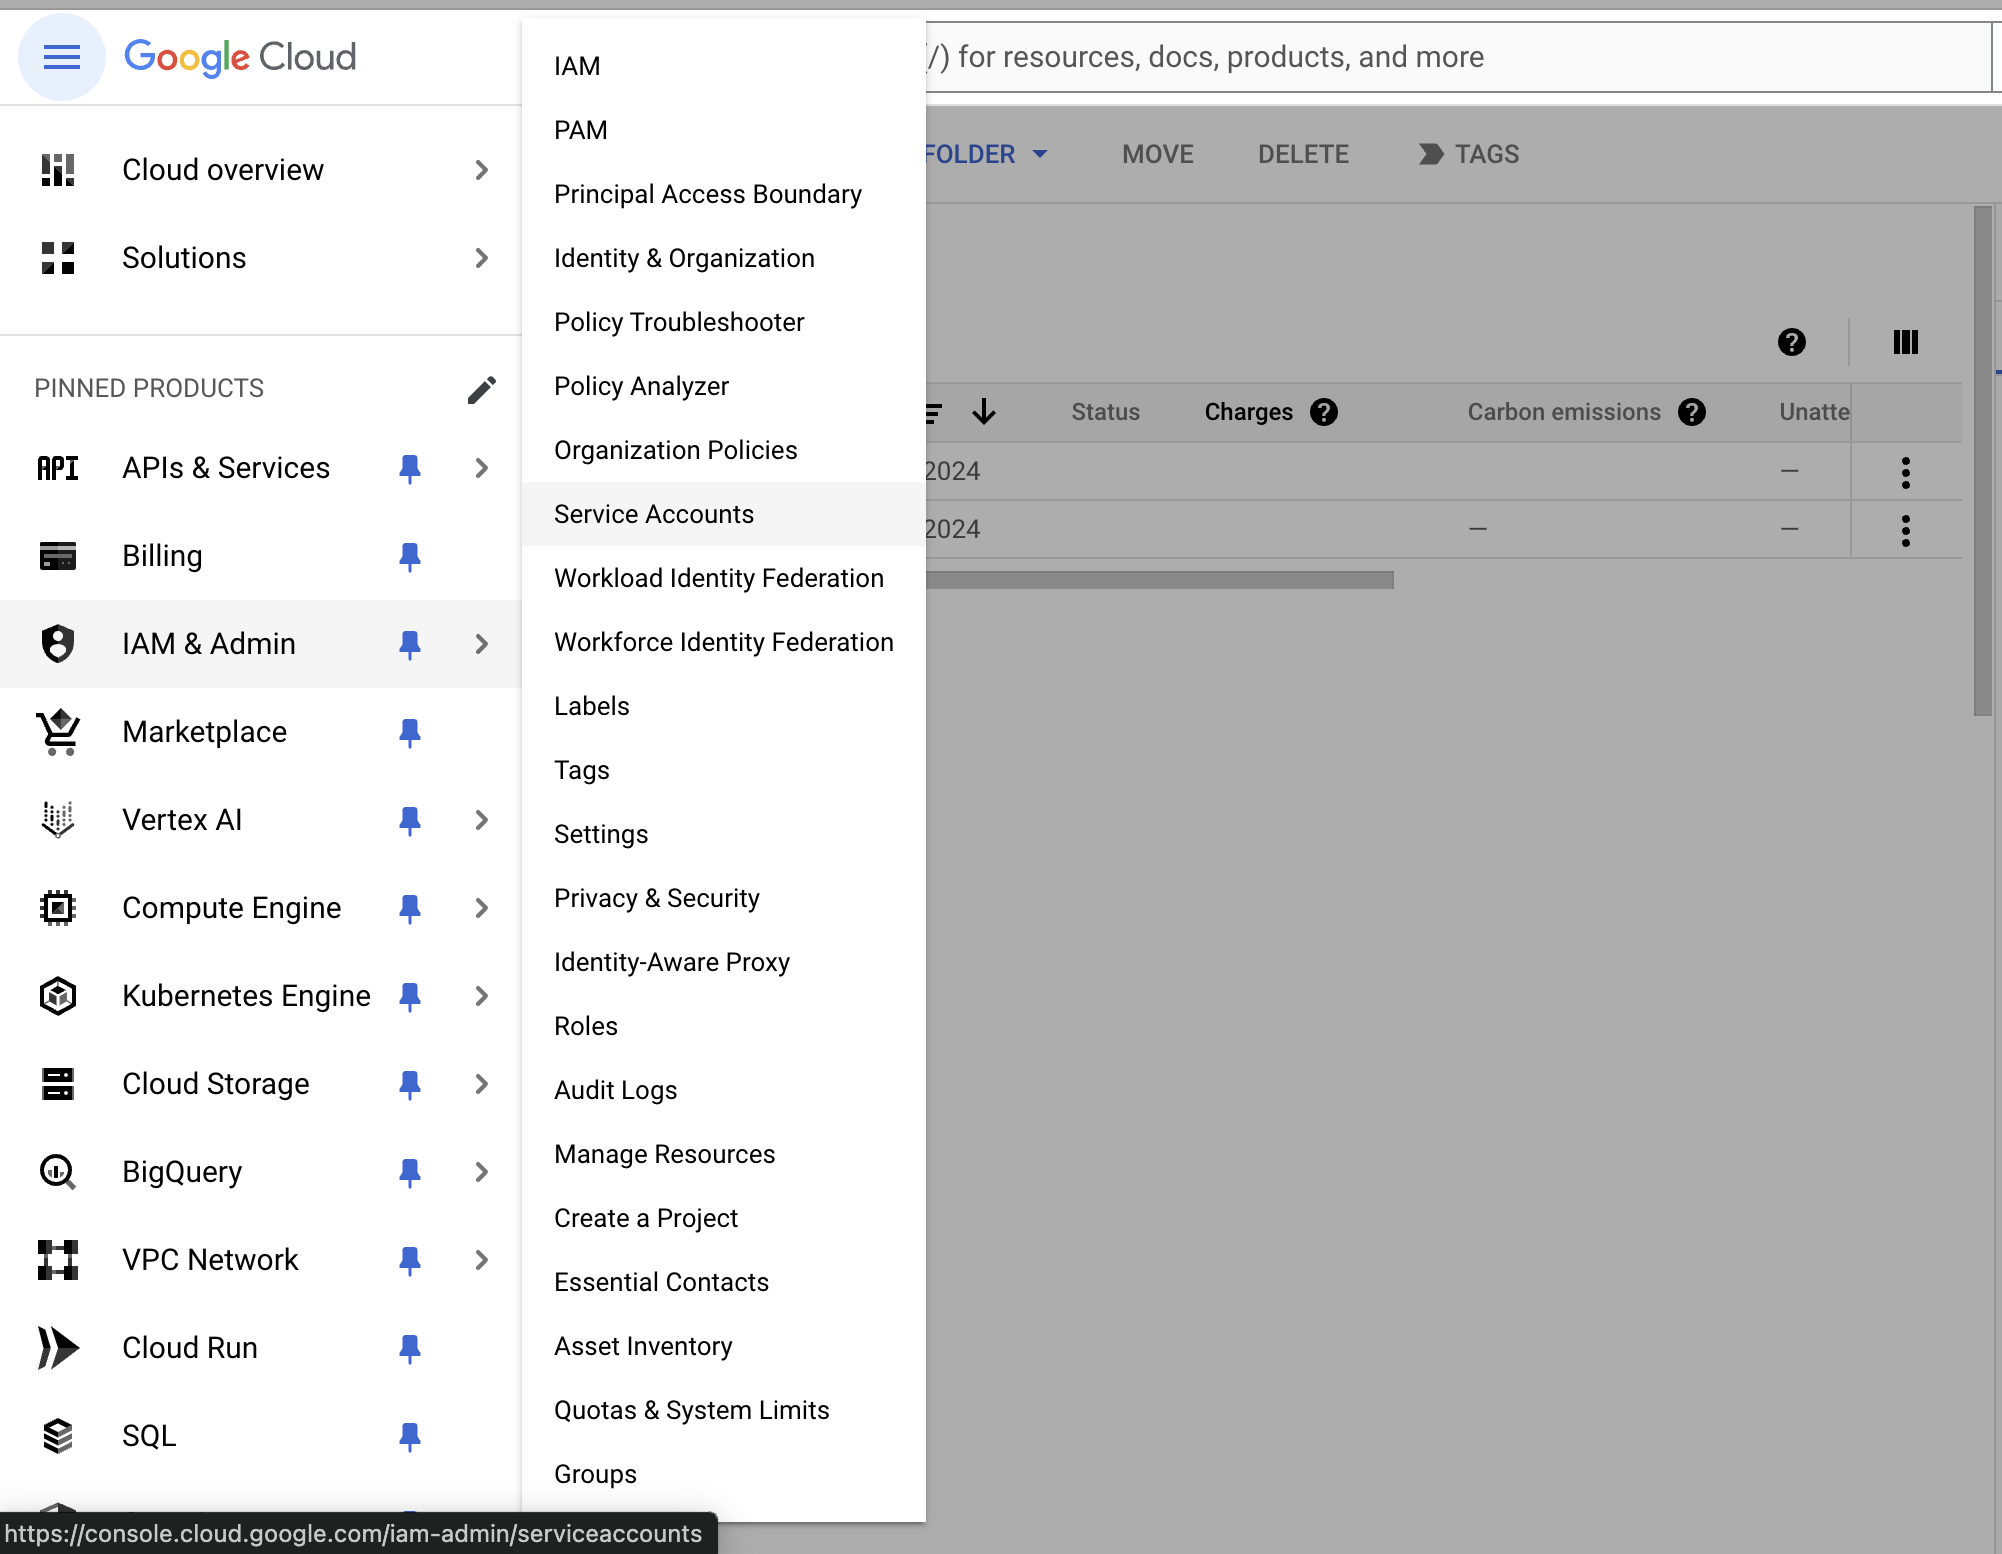 Google Cloud
/) for resources, docs, products, and more
Cloud overview
Solutions
PINNED PRODUCTS
API APIs & Services
Billing
IAM & Admin
Marketplace
Vertex AI
Compute Engine
Kubernetes Engine
Cloud Storage
BigQuery
VPC Network
Cloud Run
SQL
https://console.cloud.google.com/iam-admin/serviceaccounts
IAM
PAM
Principal Access Boundary
Identity & Organization
Policy Troubleshooter
Policy Analyzer
Organization Policies
Service Accounts
Workload Identity Federation
Workforce Identity Federation
Labels
Tags
Settings
Privacy & Security
Identity-Aware Proxy
Roles
Audit Logs
Manage Resources
Create a Project
Essential Contacts
Asset Inventory
Quotas & System Limits
Groups
FOLDER MOVE DELETE TAGS
Status Charges Carbon emissions Unatte
2024 —
2024 — —